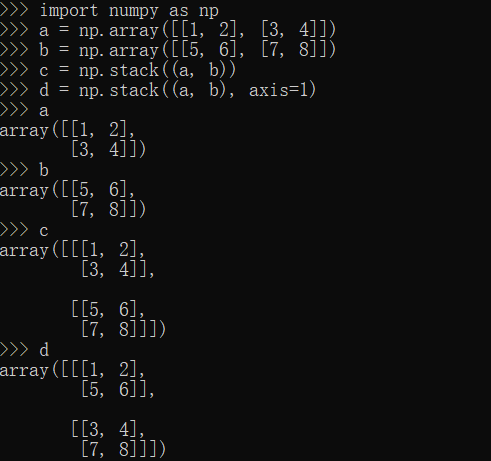 >>> import numpy as np
>>> a = np.array([[1, 2], [3, 4]])
>>> b = np.array([[5, 6], [7, 8]])
>>> c = np.stack((a, b))
>>> d = np.stack((a, b), axis=1)
>>> a
array([[1, 2],
       [3, 4]])
>>> b
array([[5, 6],
       [7, 8]])
>>> c
array([[[1, 2],
        [3, 4]],

       [[5, 6],
        [7, 8]]])
>>> d
array([[[1, 2],
        [5, 6]],

       [[3, 4],
        [7, 8]]])